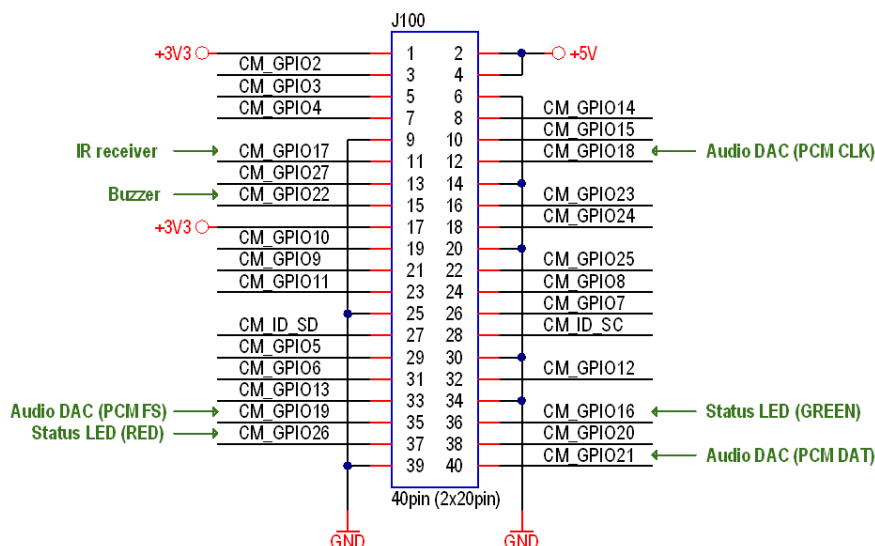 J100
+3V3 1 2 +5V
CM_GPIO2 3 4
CM_GPIO3 5 6
CM_GPIO4 7 8 CM_GPIO14
9 10 CM_GPIO15
IR receiver CM_GPIO17 11 12 CM_GPIO18 Audio DAC (PCM CLK)
CM_GPIO27 13 14
Buzzer CM_GPIO22 15 16 CM_GPIO23
+3V3 17 18 CM_GPIO24
CM_GPIO10 19 20
CM_GPIO9 21 22 CM_GPIO25
CM_GPIO11 23 24 CM_GPIO8
25 26 CM_GPIO7
CM_ID_SD 27 28 CM_ID_SC
CM_GPIO5 29 30
CM_GPIO6 31 32 CM_GPIO12
CM_GPIO13 33 34
Audio DAC (PCM FS) CM_GPIO19 35 36 CM_GPIO16 Status LED (GREEN)
Status LED (RED) CM_GPIO26 37 38 CM_GPIO20
39 40 CM_GPIO21 Audio DAC (PCM DAT)
40pin (2x20pin)
GND GND